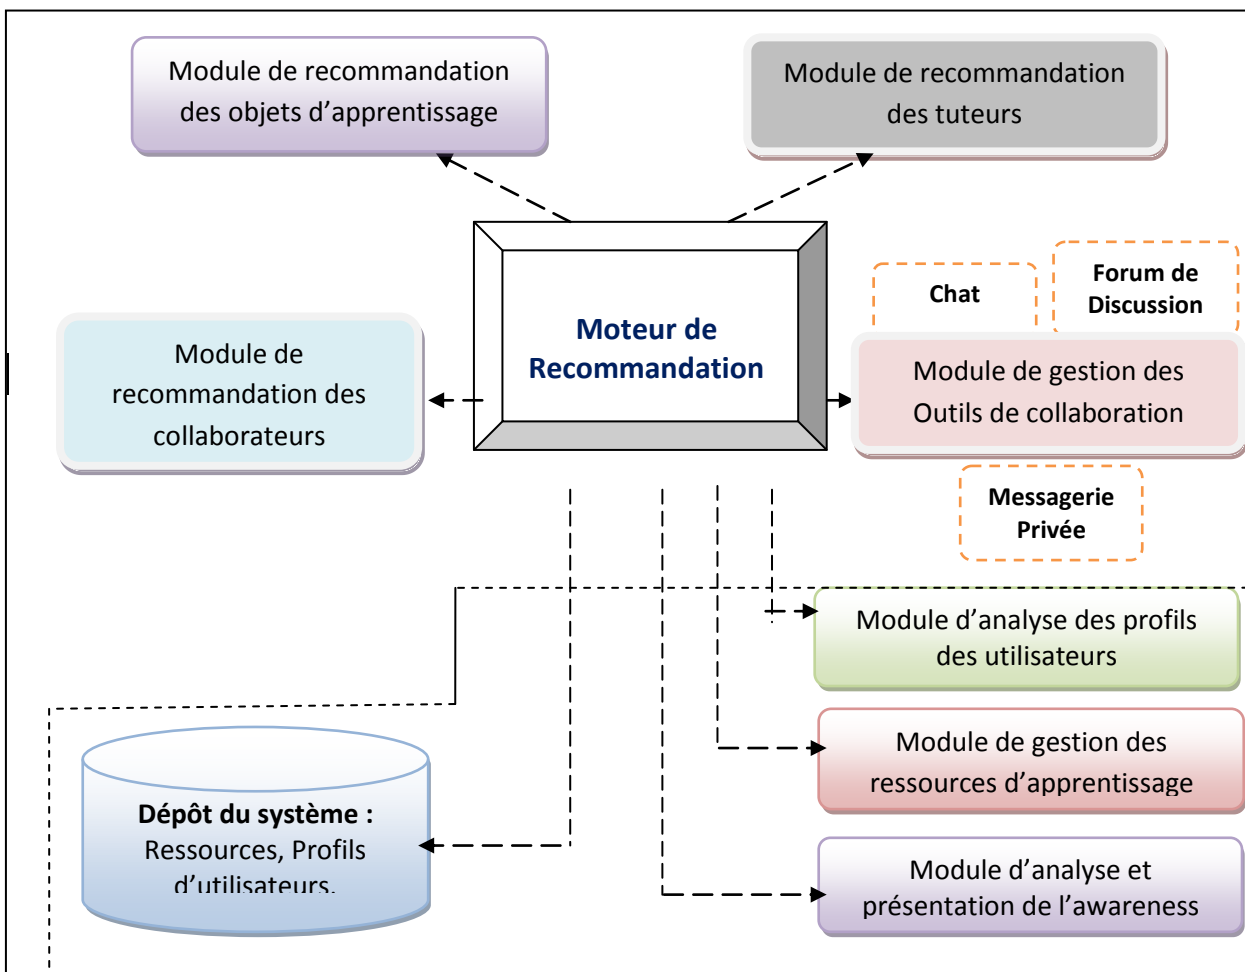 Module de recommandation
des objets d’apprentissage
Module de recommandation
des tuteurs
Moteur de
Recommandation
Chat
Forum de
Discussion
Module de
recommandation des
collaborateurs
Module de gestion des
Outils de collaboration
Messagerie
Privée
Module d’analyse des profils
des utilisateurs
Module de gestion des
ressources d’apprentissage
Dépôt du système :
Ressources, Profils
d’utilisateurs.
Module d’analyse et
présentation de l’awareness